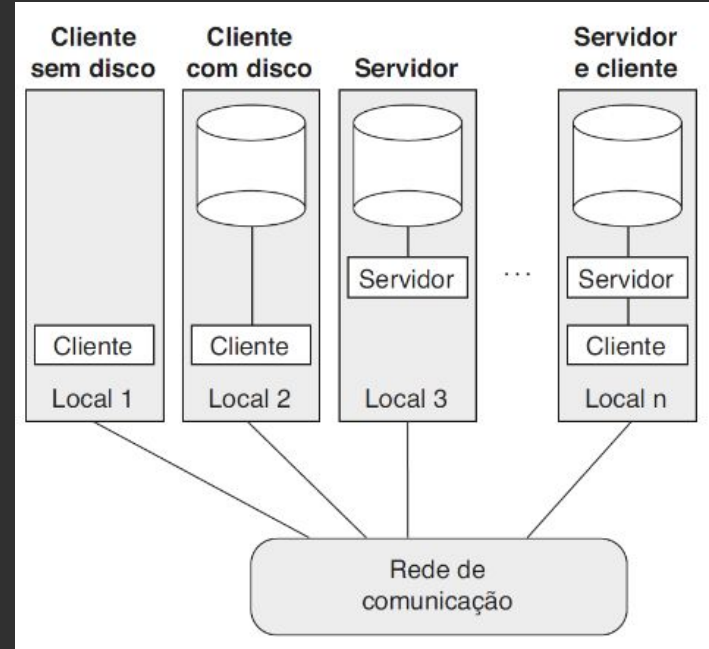 Cliente
sem disco
Cliente
com disco
Servidor
Servidor
e cliente
Servidor
...
Servidor
Cliente
Cliente
Cliente
Local 1
Local 2
Local 3
Local n
Rede de
comunicação